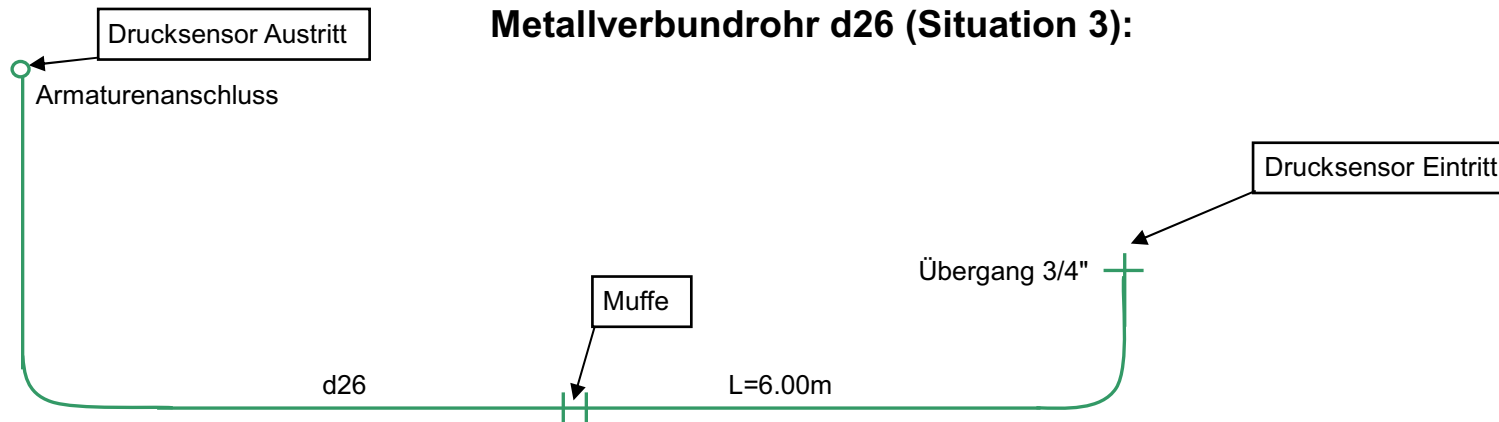 Metallverbundrohr d26 (Situation 3):
Drucksensor Austritt
Armaturenanschluss
Drucksensor Eintritt
Übergang 3/4"
Muffe
d26
L=6.00m